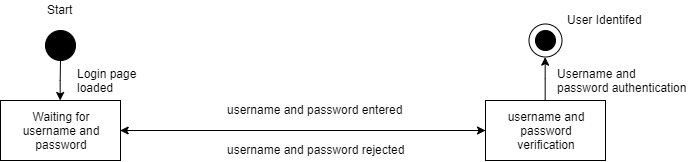 Start
User Identifed
Login page
loaded
Username and
password authentication
Waiting for
username and
password
username and password entered
username and password rejected
username and
password
verification